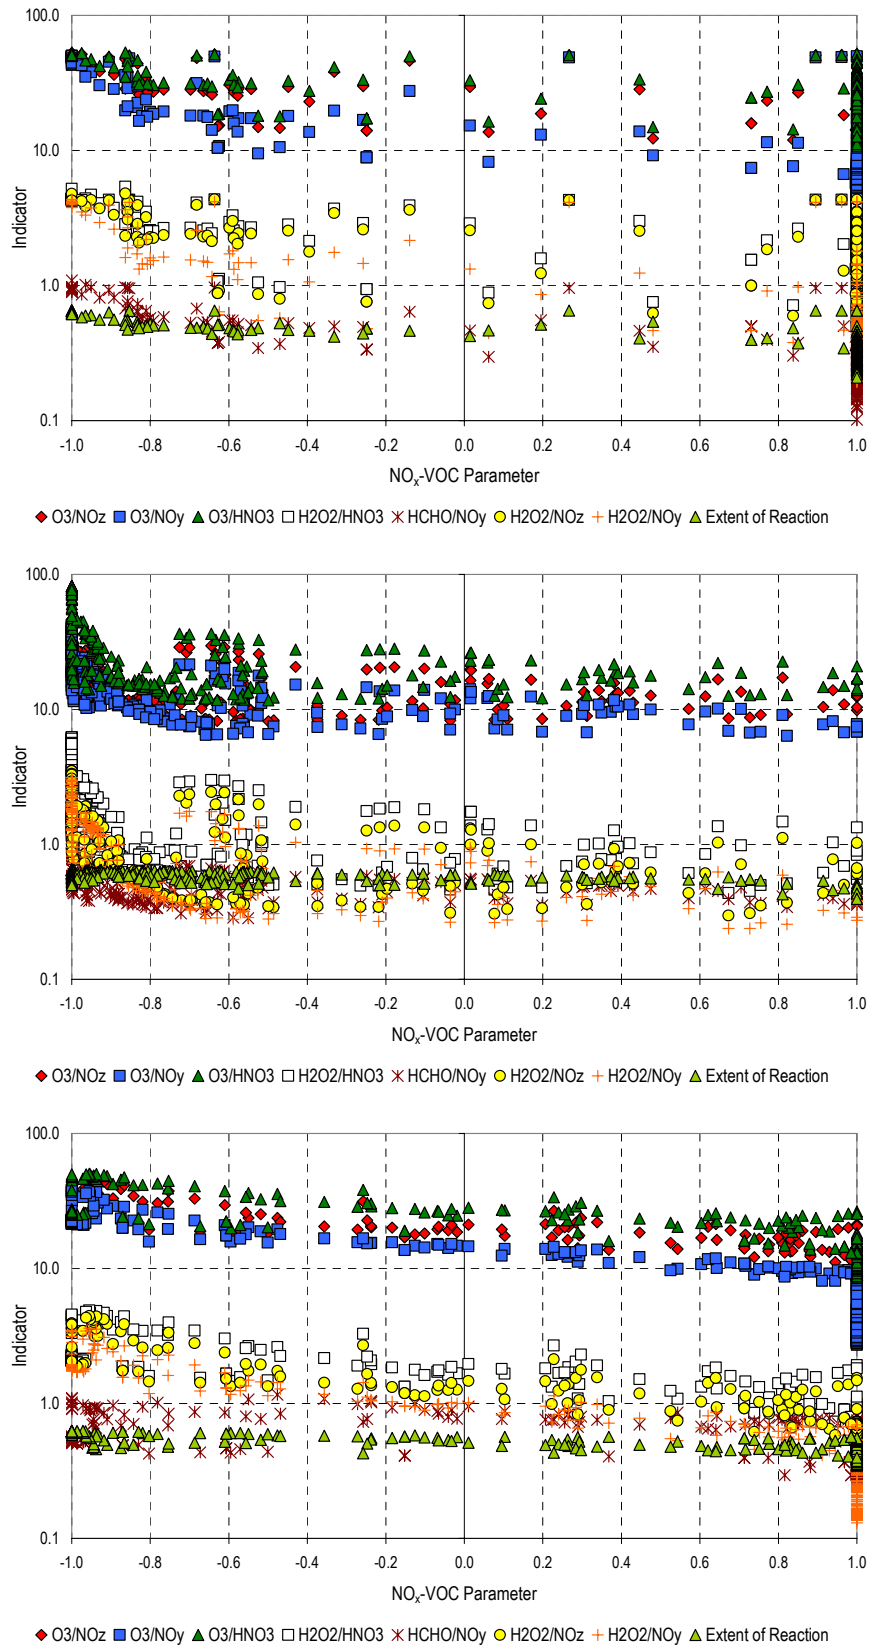 100.0
10.0
1.0
0.1
Indicator
-1.0 -0.8 -0.6 -0.4 -0.2 0.0 0.2 0.4 0.6 0.8 1.0
NOx-VOC Parameter
O3/NOz O3/NOy O3/HNO3 H2O2/HNO3 HCHO/NOy H2O2/NOz H2O2/NOy Extent of Reaction
100.0
10.0
1.0
0.1
Indicator
-1.0 -0.8 -0.6 -0.4 -0.2 0.0 0.2 0.4 0.6 0.8 1.0
NOx-VOC Parameter
O3/NOz O3/NOy O3/HNO3 H2O2/HNO3 HCHO/NOy H2O2/NOz H2O2/NOy Extent of Reaction
100.0
10.0
1.0
0.1
Indicator
-1.0 -0.8 -0.6 -0.4 -0.2 0.0 0.2 0.4 0.6 0.8 1.0
NOx-VOC Parameter
O3/NOz O3/NOy O3/HNO3 H2O2/HNO3 HCHO/NOy H2O2/NOz H2O2/NOy Extent of Reaction